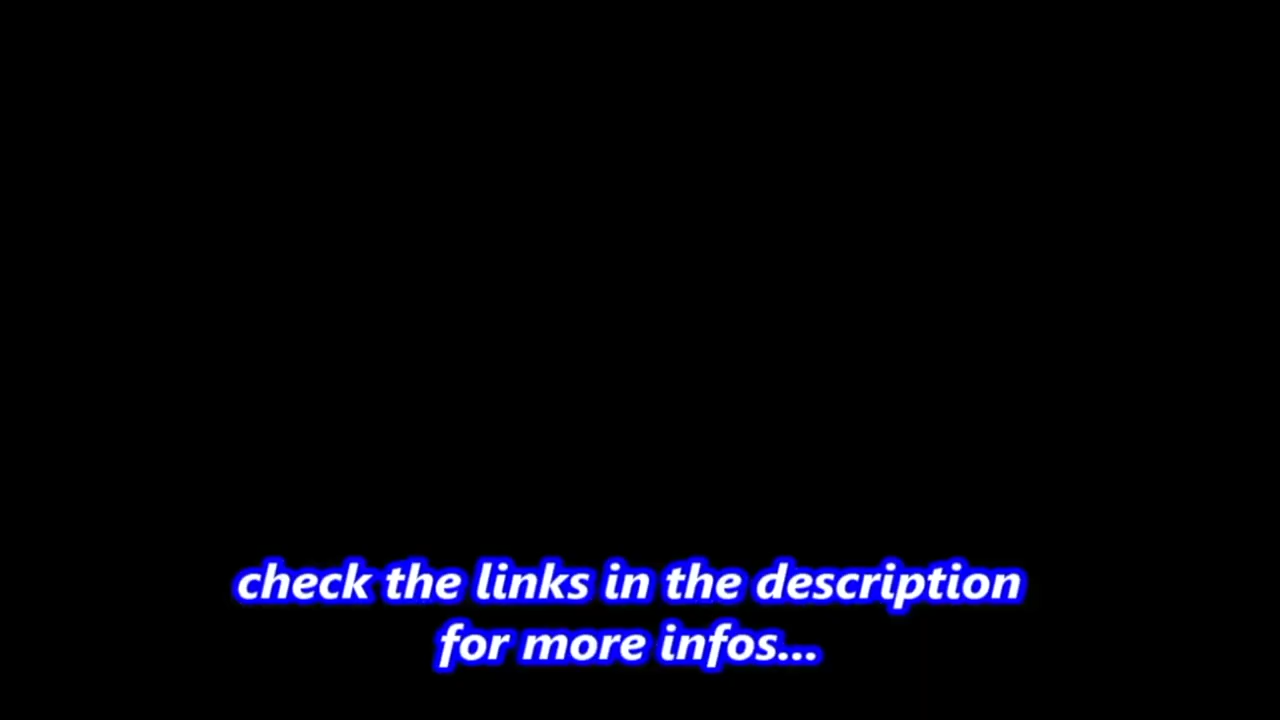 check the links in the description
for more infos...